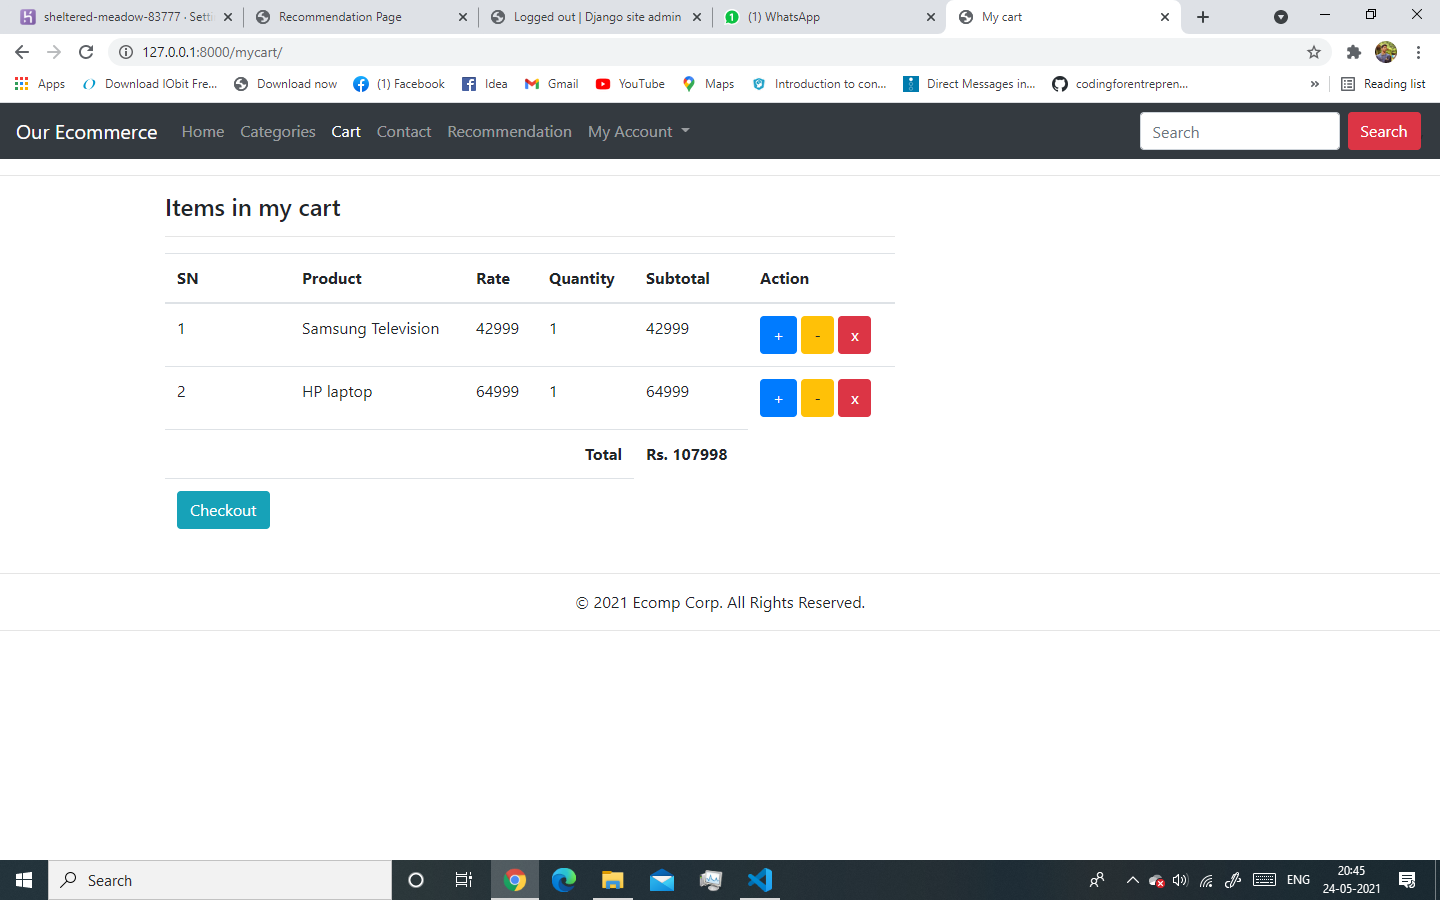 sheltered-meadow-83777 · Setti
Recommendation Page
Logged out | Django site admin
(1) WhatsApp
My cart
127.0.0.1:8000/mycart/
Apps Download IObit Fre... Download now (1) Facebook Idea Gmail YouTube Maps Introduction to con... Direct Messages in... codingforentrepren... » Reading list
Our Ecommerce Home Categories Cart Contact Recommendation My Account Search Search
Items in my cart
SN Product Rate Quantity Subtotal Action
1 Samsung Television 42999 1 42999 + - x
2 HP laptop 64999 1 64999 + - x
Total Rs. 107998
Checkout
© 2021 Ecomp Corp. All Rights Reserved.
Search
ENG
20:45
24-05-2021